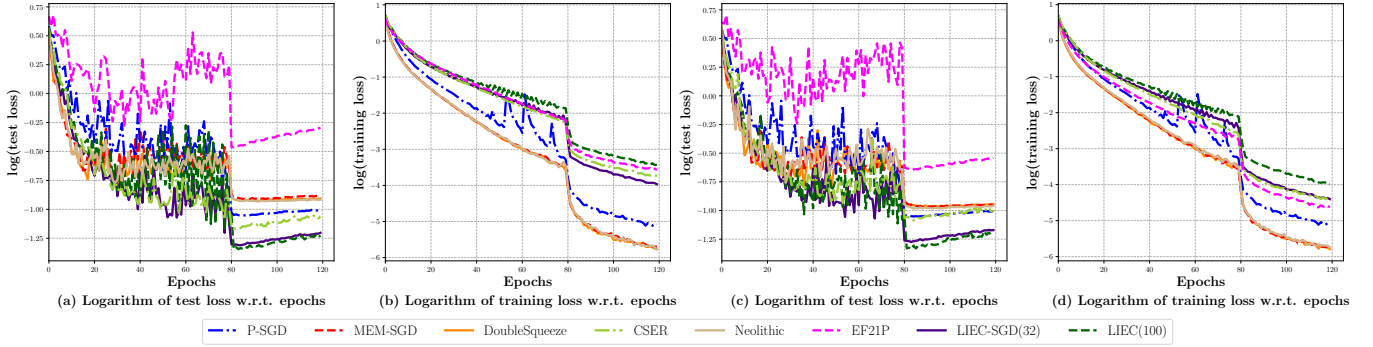 log(test loss)
0.75
0.50
0.25
0.00
−0.25
−0.50
−0.75
−1.00
−1.25
0 20 40 60 80 100 120
Epochs
(a) Logarithm of test loss w.r.t. epochs
log(training loss)
1
0
−1
−2
−3
−4
−5
−6
0 20 40 60 80 100 120
Epochs
(b) Logarithm of training loss w.r.t. epochs
log(test loss)
0.75
0.50
0.25
0.00
−0.25
−0.50
−0.75
−1.00
−1.25
0 20 40 60 80 100 120
Epochs
(c) Logarithm of test loss w.r.t. epochs
log(training loss)
1
0
−1
−2
−3
−4
−5
−6
0 20 40 60 80 100 120
Epochs
(d) Logarithm of training loss w.r.t. epochs
P-SGD MEM-SGD DoubleSqueeze CSER Neolithic EF21P LIEC-SGD(32) LIEC(100)